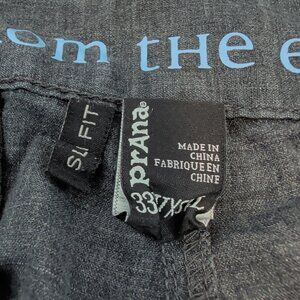 om THE e
S4 FIT
prAna®
MADE IN
CHINA
FABRIQUE EN
CHINE